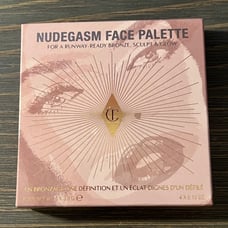 NUDEGASM FACE PALETTE
FOR A RUNWAY-READY BRONZE, SCULPT & GLOW
UN BRONZAGE, UNE DÉFINITION ET UN ÉCLAT DIGNES D'UN DÉFILÉ